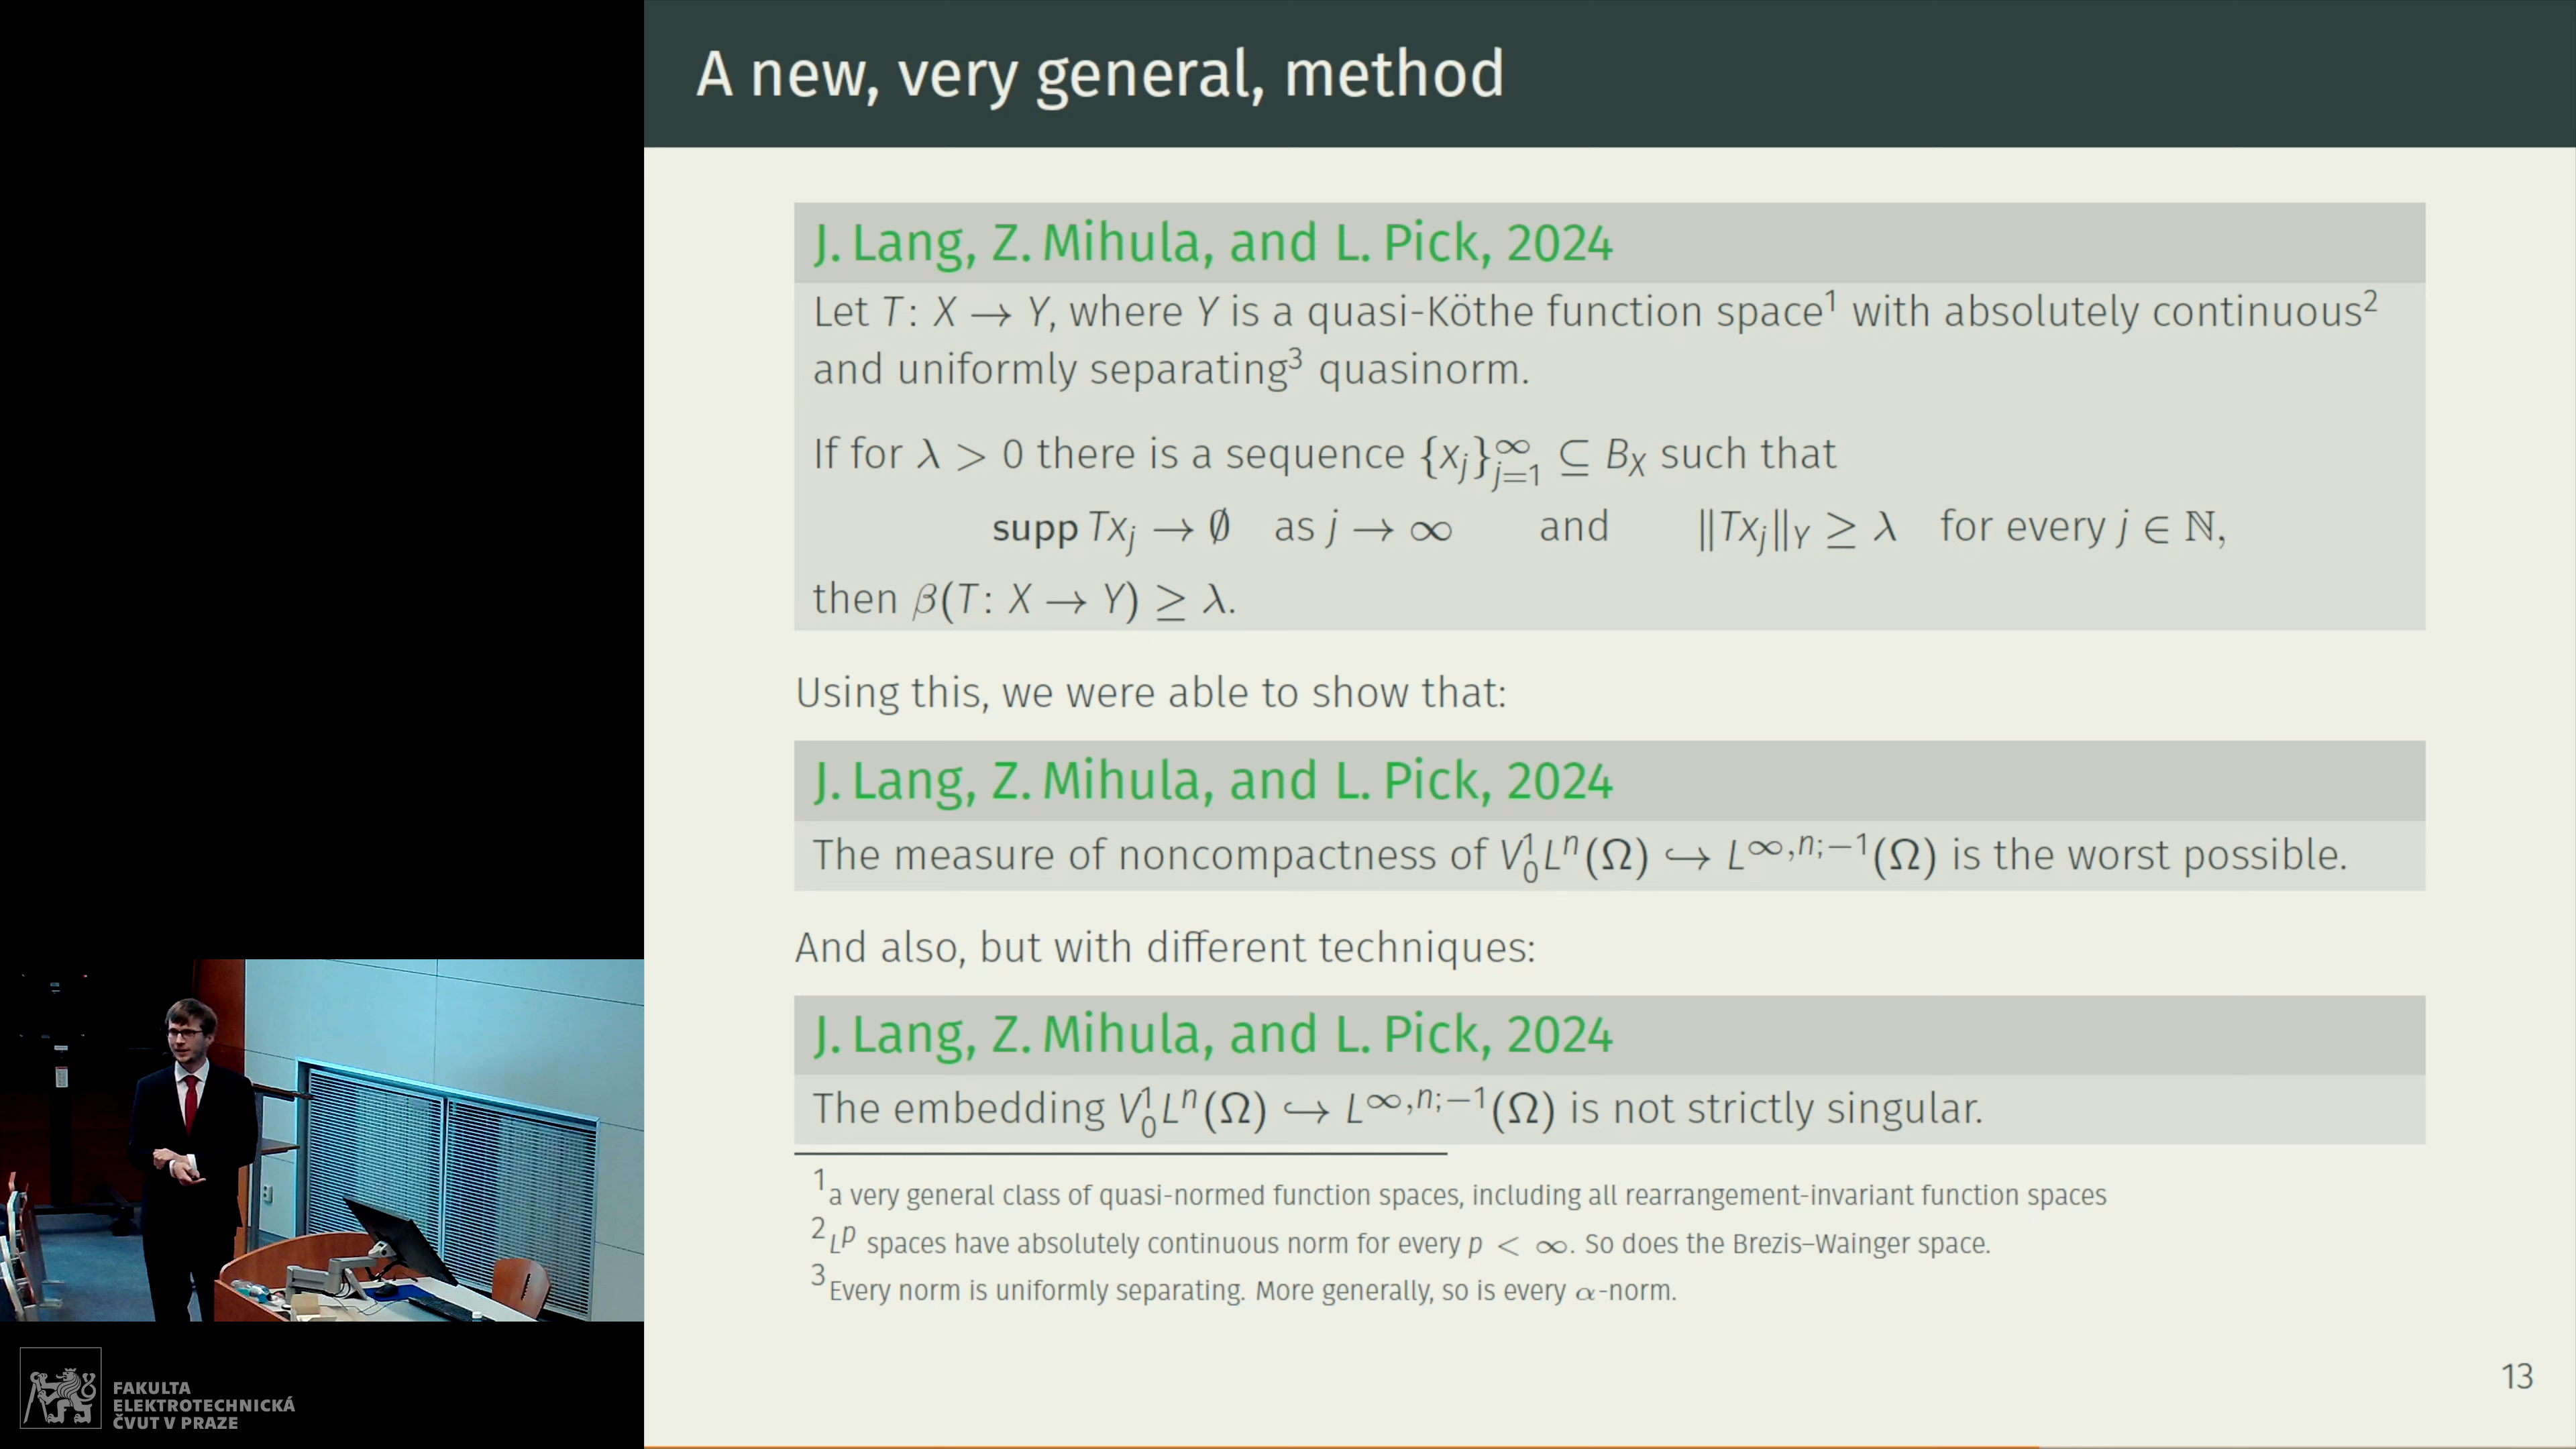 A new, very general, method
J. Lang, Z. Mihula, and L. Pick, 2024
Let T: X → Y, where Y is a quasi-Köthe function space¹ with absolutely continuous²
and uniformly separating³ quasinorm.
If for λ > 0 there is a sequence {x_j}_{j=1}^∞ ⊆ B_X such that
supp Tx_j → ∅ as j → ∞ and ‖Tx_j‖_Y ≥ λ for every j ∈ ℕ,
then β(T: X → Y) ≥ λ.
Using this, we were able to show that:
J. Lang, Z. Mihula, and L. Pick, 2024
The measure of noncompactness of V_0^1 L^n(Ω) ↪ L^{∞,n;−1}(Ω) is the worst possible.
And also, but with different techniques:
J. Lang, Z. Mihula, and L. Pick, 2024
The embedding V_0^1 L^n(Ω) ↪ L^{∞,n;−1}(Ω) is not strictly singular.
¹a very general class of quasi-normed function spaces, including all rearrangement-invariant function spaces
²L^p spaces have absolutely continuous norm for every p < ∞. So does the Brezis–Wainger space.
³Every norm is uniformly separating. More generally, so is every α-norm.
13
FAKULTA
ELEKTROTECHNICKÁ
ČVUT V PRAZE